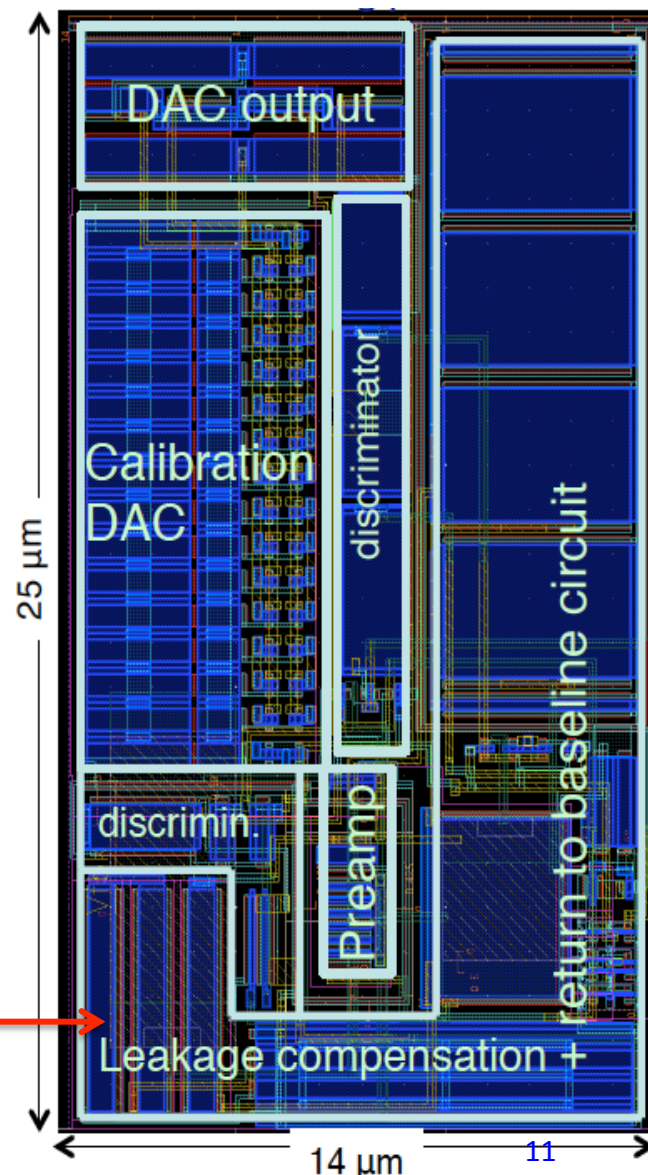 DAC output
Calibration
DAC
discriminator
discrimin.
Preamp
Leakage compensation +
return to baseline circuit
25 µm
14 µm
11